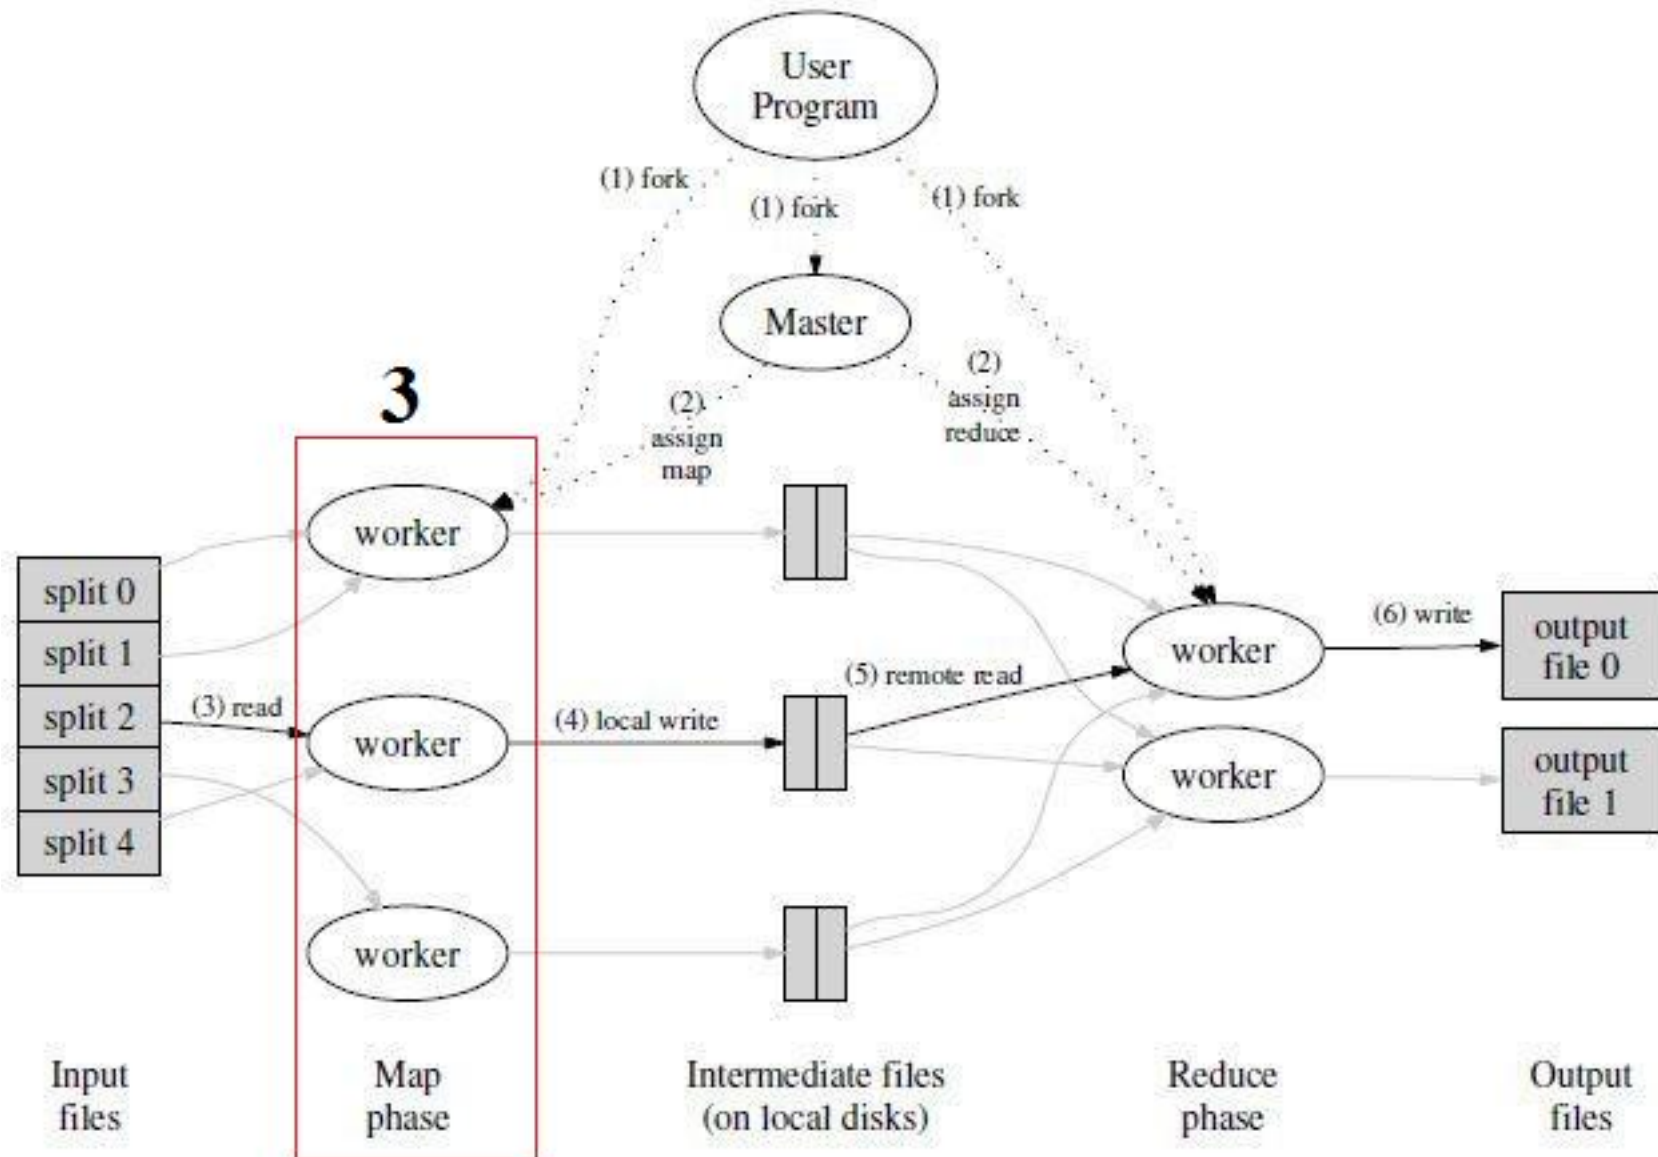 User
Program
(1) fork
(1) fork
(1) fork
Master
(2)
assign
map
(2)
assign
reduce
3
worker
worker
worker
split 0
split 1
split 2
split 3
split 4
(3) read
(4) local write
(5) remote read
worker
worker
(6) write
output
file 0
output
file 1
Input
files
Map
phase
Intermediate files
(on local disks)
Reduce
phase
Output
files